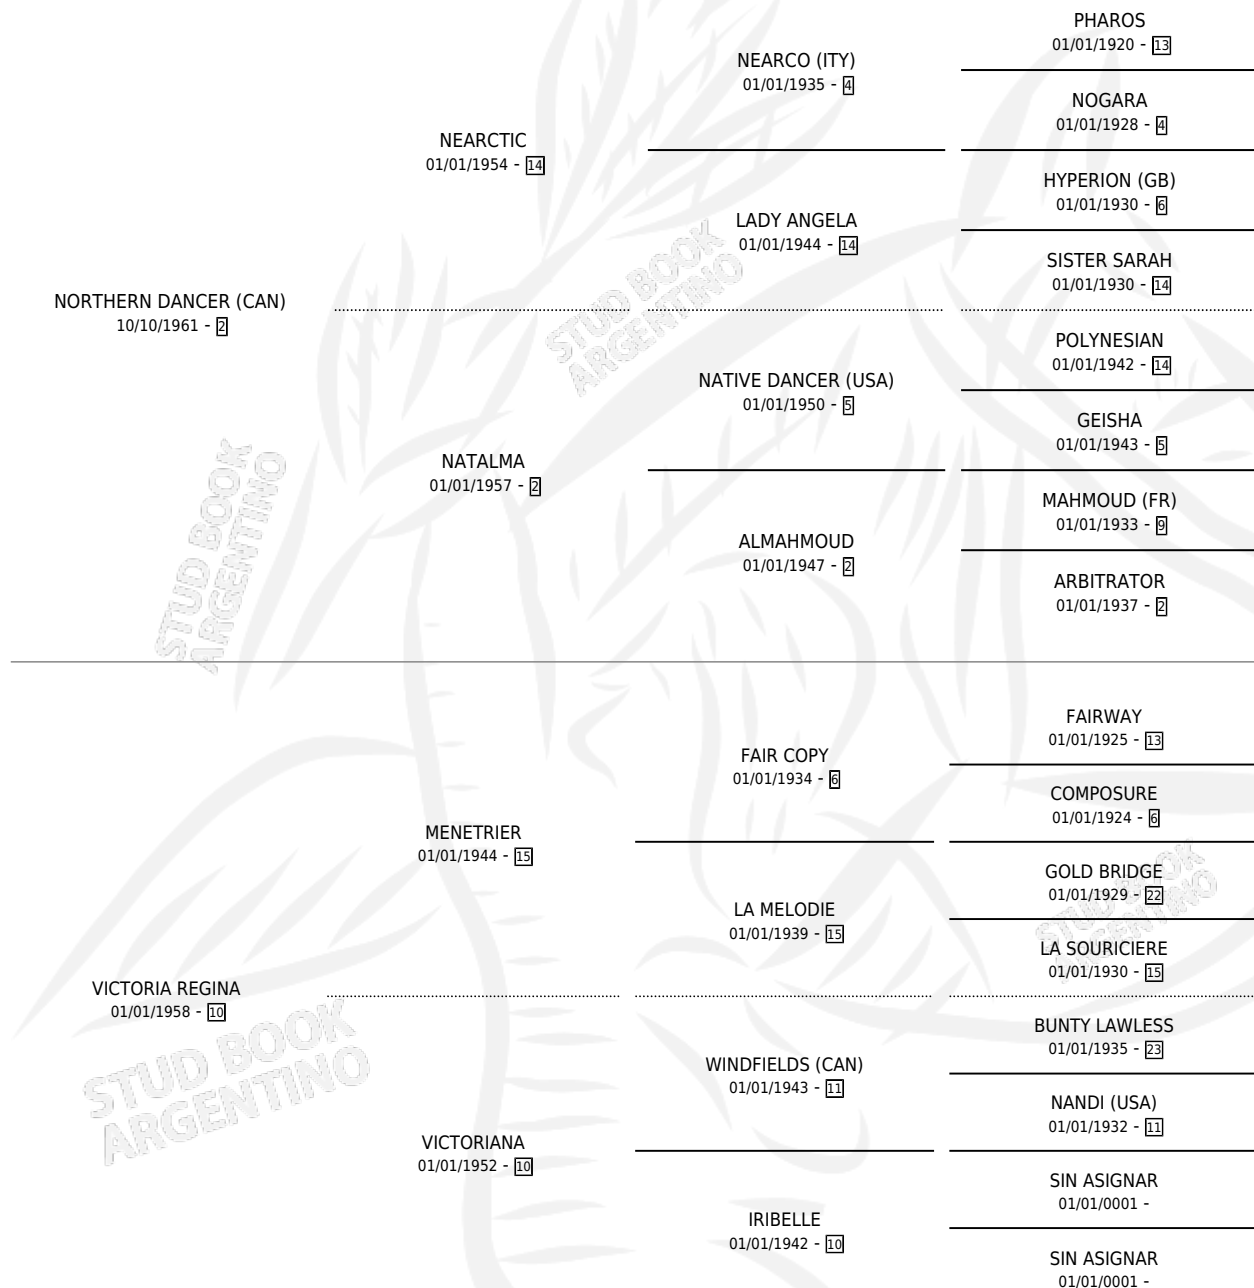 PHAROS
01/01/1920 - 13
NEARCO (ITY)
01/01/1935 - 4
NOGARA
01/01/1928 - 4
NEARCTIC
01/01/1954 - 14
HYPERION (GB)
01/01/1930 - 6
LADY ANGELA
01/01/1944 - 14
SISTER SARAH
01/01/1930 - 14
NORTHERN DANCER (CAN)
10/10/1961 - 2
POLYNESIAN
01/01/1942 - 14
NATIVE DANCER (USA)
01/01/1950 - 5
GEISHA
01/01/1943 - 5
NATALMA
01/01/1957 - 2
MAHMOUD (FR)
01/01/1933 - 9
ALMAHMOUD
01/01/1947 - 2
ARBITRATOR
01/01/1937 - 2
FAIRWAY
01/01/1925 - 13
FAIR COPY
01/01/1934 - 6
COMPOSURE
01/01/1924 - 6
MENETRIER
01/01/1944 - 15
GOLD BRIDGE
01/01/1929 - 22
LA MELODIE
01/01/1939 - 15
LA SOURICIERE
01/01/1930 - 15
VICTORIA REGINA
01/01/1958 - 10
BUNTY LAWLESS
01/01/1935 - 23
WINDFIELDS (CAN)
01/01/1943 - 11
NANDI (USA)
01/01/1932 - 11
VICTORIANA
01/01/1952 - 10
SIN ASIGNAR
01/01/0001 -
IRIBELLE
01/01/1942 - 10
SIN ASIGNAR
01/01/0001 -
STUD BOOK
ARGENTINO
STUD BOOK
ARGENTINO
STUD BOOK
ARGENTINO
STUD BOOK
ARGENTINO